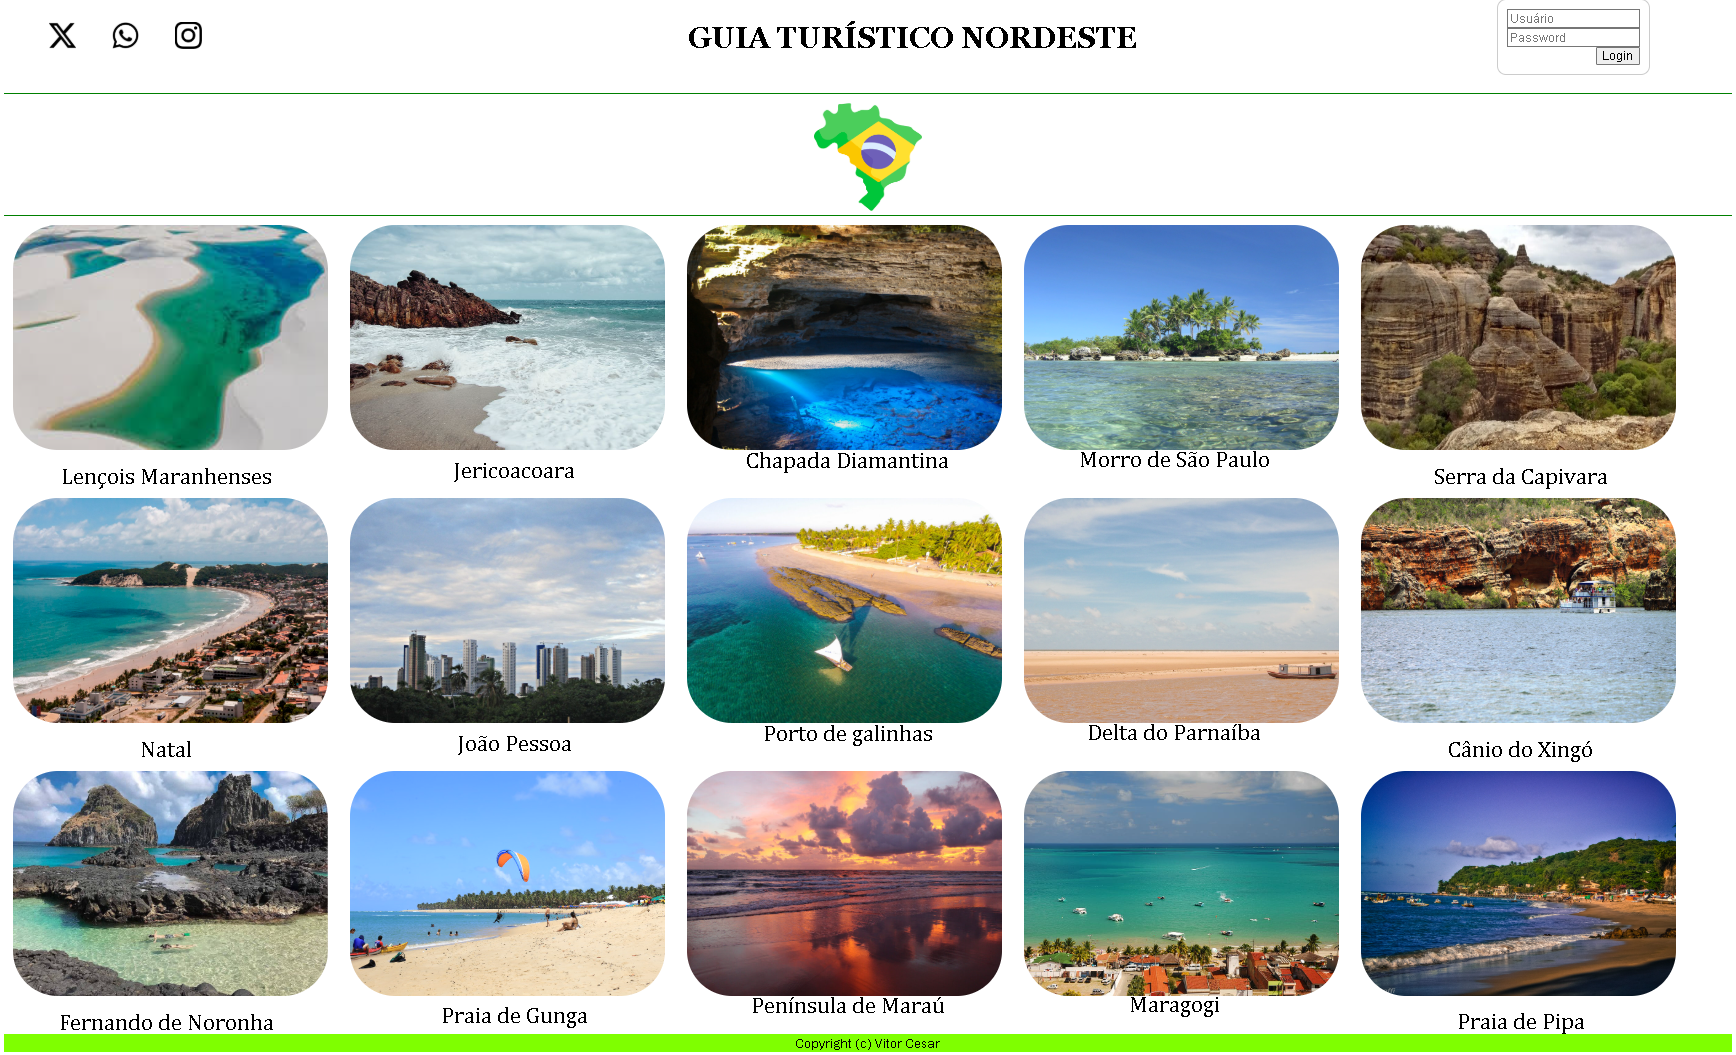 GUIA TURÍSTICO NORDESTE
Usuário
Password
Login
Lençois Maranhenses
Jericoacoara
Chapada Diamantina
Morro de São Paulo
Serra da Capivara
Natal
João Pessoa
Porto de galinhas
Delta do Parnaíba
Cânio do Xingó
Fernando de Noronha
Praia de Gunga
Península de Maraú
Maragogi
Praia de Pipa
Copyright (c) Vitor Cesar